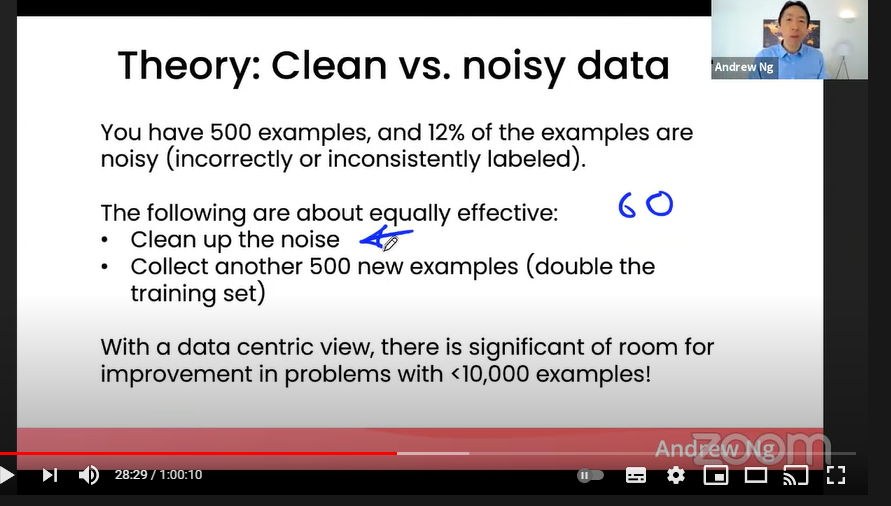 Theory: Clean vs. noisy data
Andrew Ng
You have 500 examples, and 12% of the examples are
noisy (incorrectly or inconsistently labeled).
The following are about equally effective:
60
• Clean up the noise
• Collect another 500 new examples (double the
training set)
With a data centric view, there is significant of room for
improvement in problems with <10,000 examples!
Andrew Ng
zoom
28:29 / 1:00:10